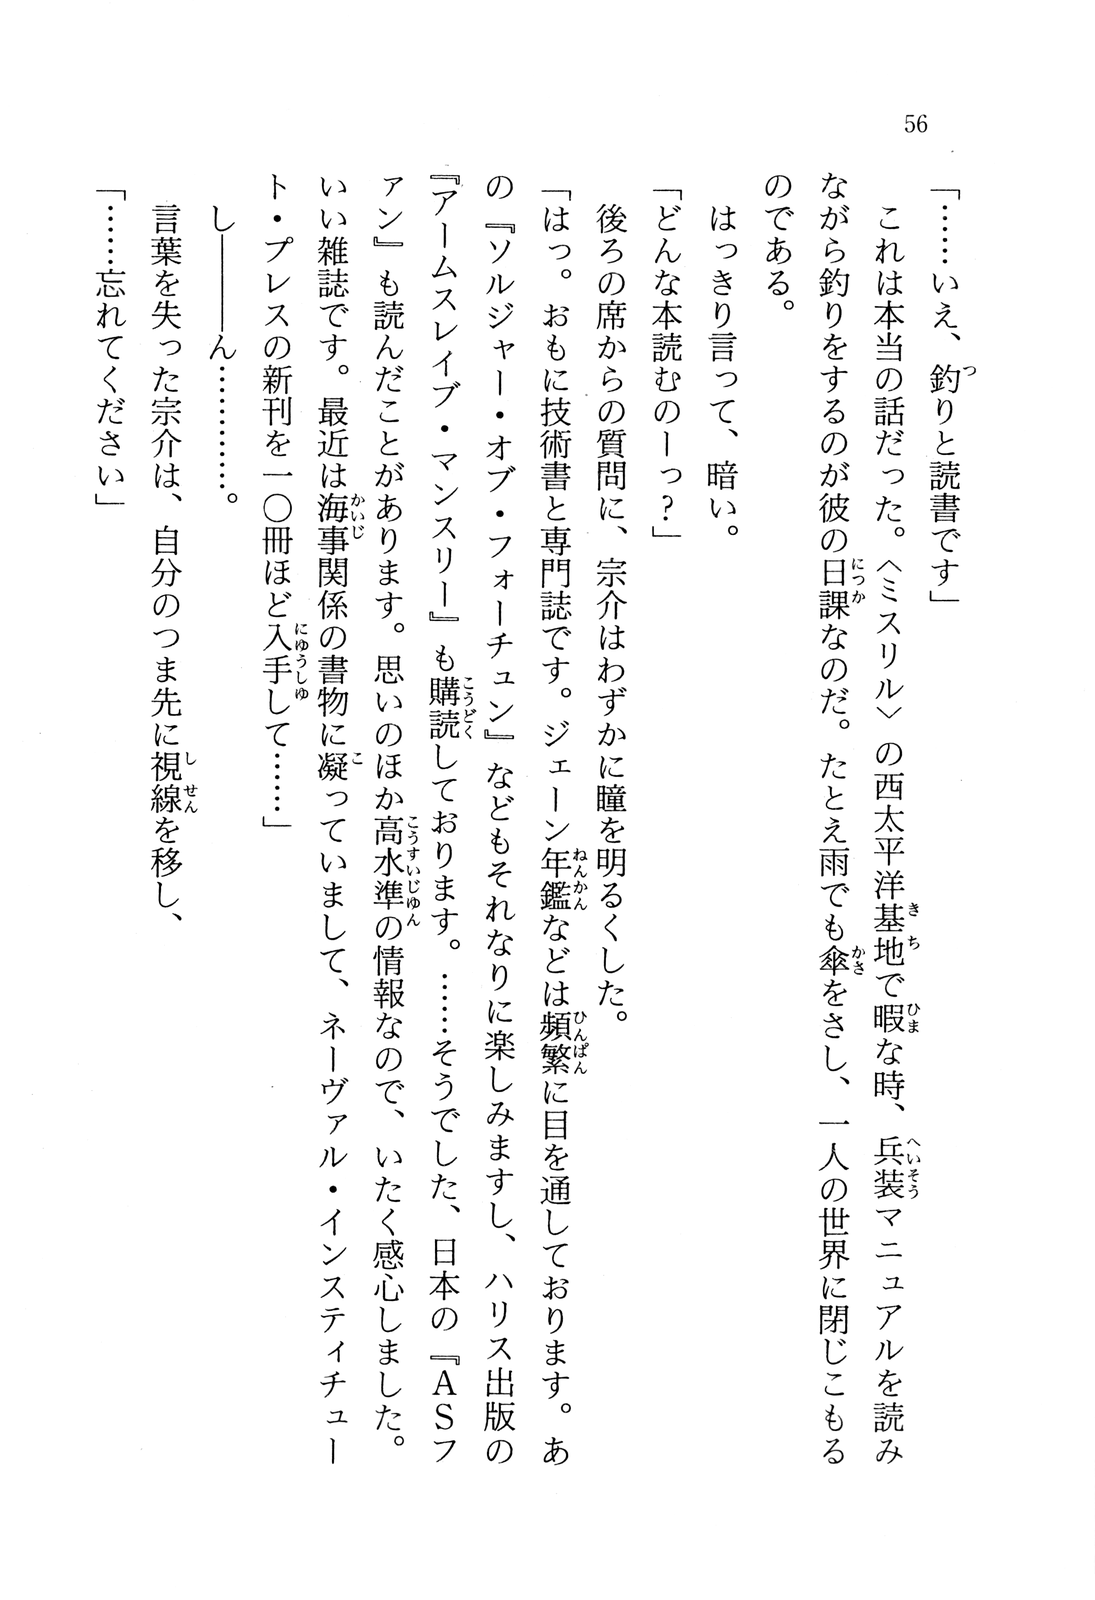 56
「……いえ、釣りと読書です」
これは本当の話だった。〈ミスリル〉の西太平洋基地で暇な時、兵装マニュアルを読み
ながら釣りをするのが彼の日課なのだ。たとえ雨でも傘をさし、一人の世界に閉じこもる
のである。
はっきり言って、暗い。
「どんな本読むのーっ?」
後ろの席からの質問に、宗介はわずかに瞳を明るくした。
「はっ。おもに技術書と専門誌です。ジェーン年鑑などは頻繁に目を通しております。あ
の『ソルジャー・オブ・フォーチュン』などもそれなりに楽しみますし、ハリス出版の
『アームスレイブ・マンスリー』も購読しております。……そうでした、日本の『ASフ
ァン』も読んだことがあります。思いのほか高水準の情報なので、いたく感心しました。
いい雑誌です。最近は海事関係の書物に凝っていまして、ネーヴァル・インスティチュー
ト・プレスの新刊を一〇冊ほど入手して……」
し――――ん…………。
言葉を失った宗介は、自分のつま先に視線を移し、
「……忘れてください」